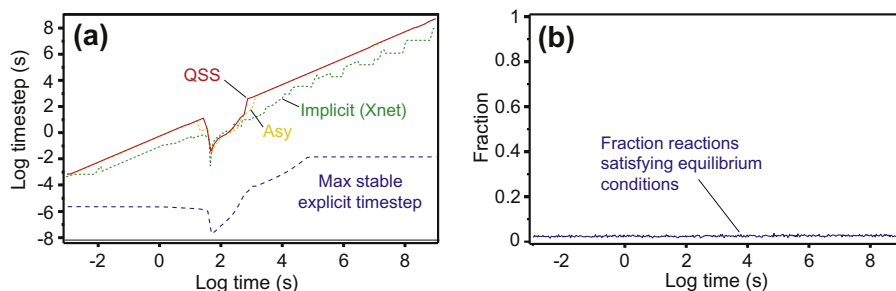 (a)
Log timestep (s)
8
6
4
2
0
-2
-4
-6
-8
QSS
Implicit (Xnet)
Asy
Max stable
explicit timestep
-2
0
2
4
6
8
Log time (s)
(b)
Fraction
1
0.8
0.6
0.4
0.2
0
Fraction reactions
satisfying equilibrium
conditions
-2
0
2
4
6
8
Log time (s)